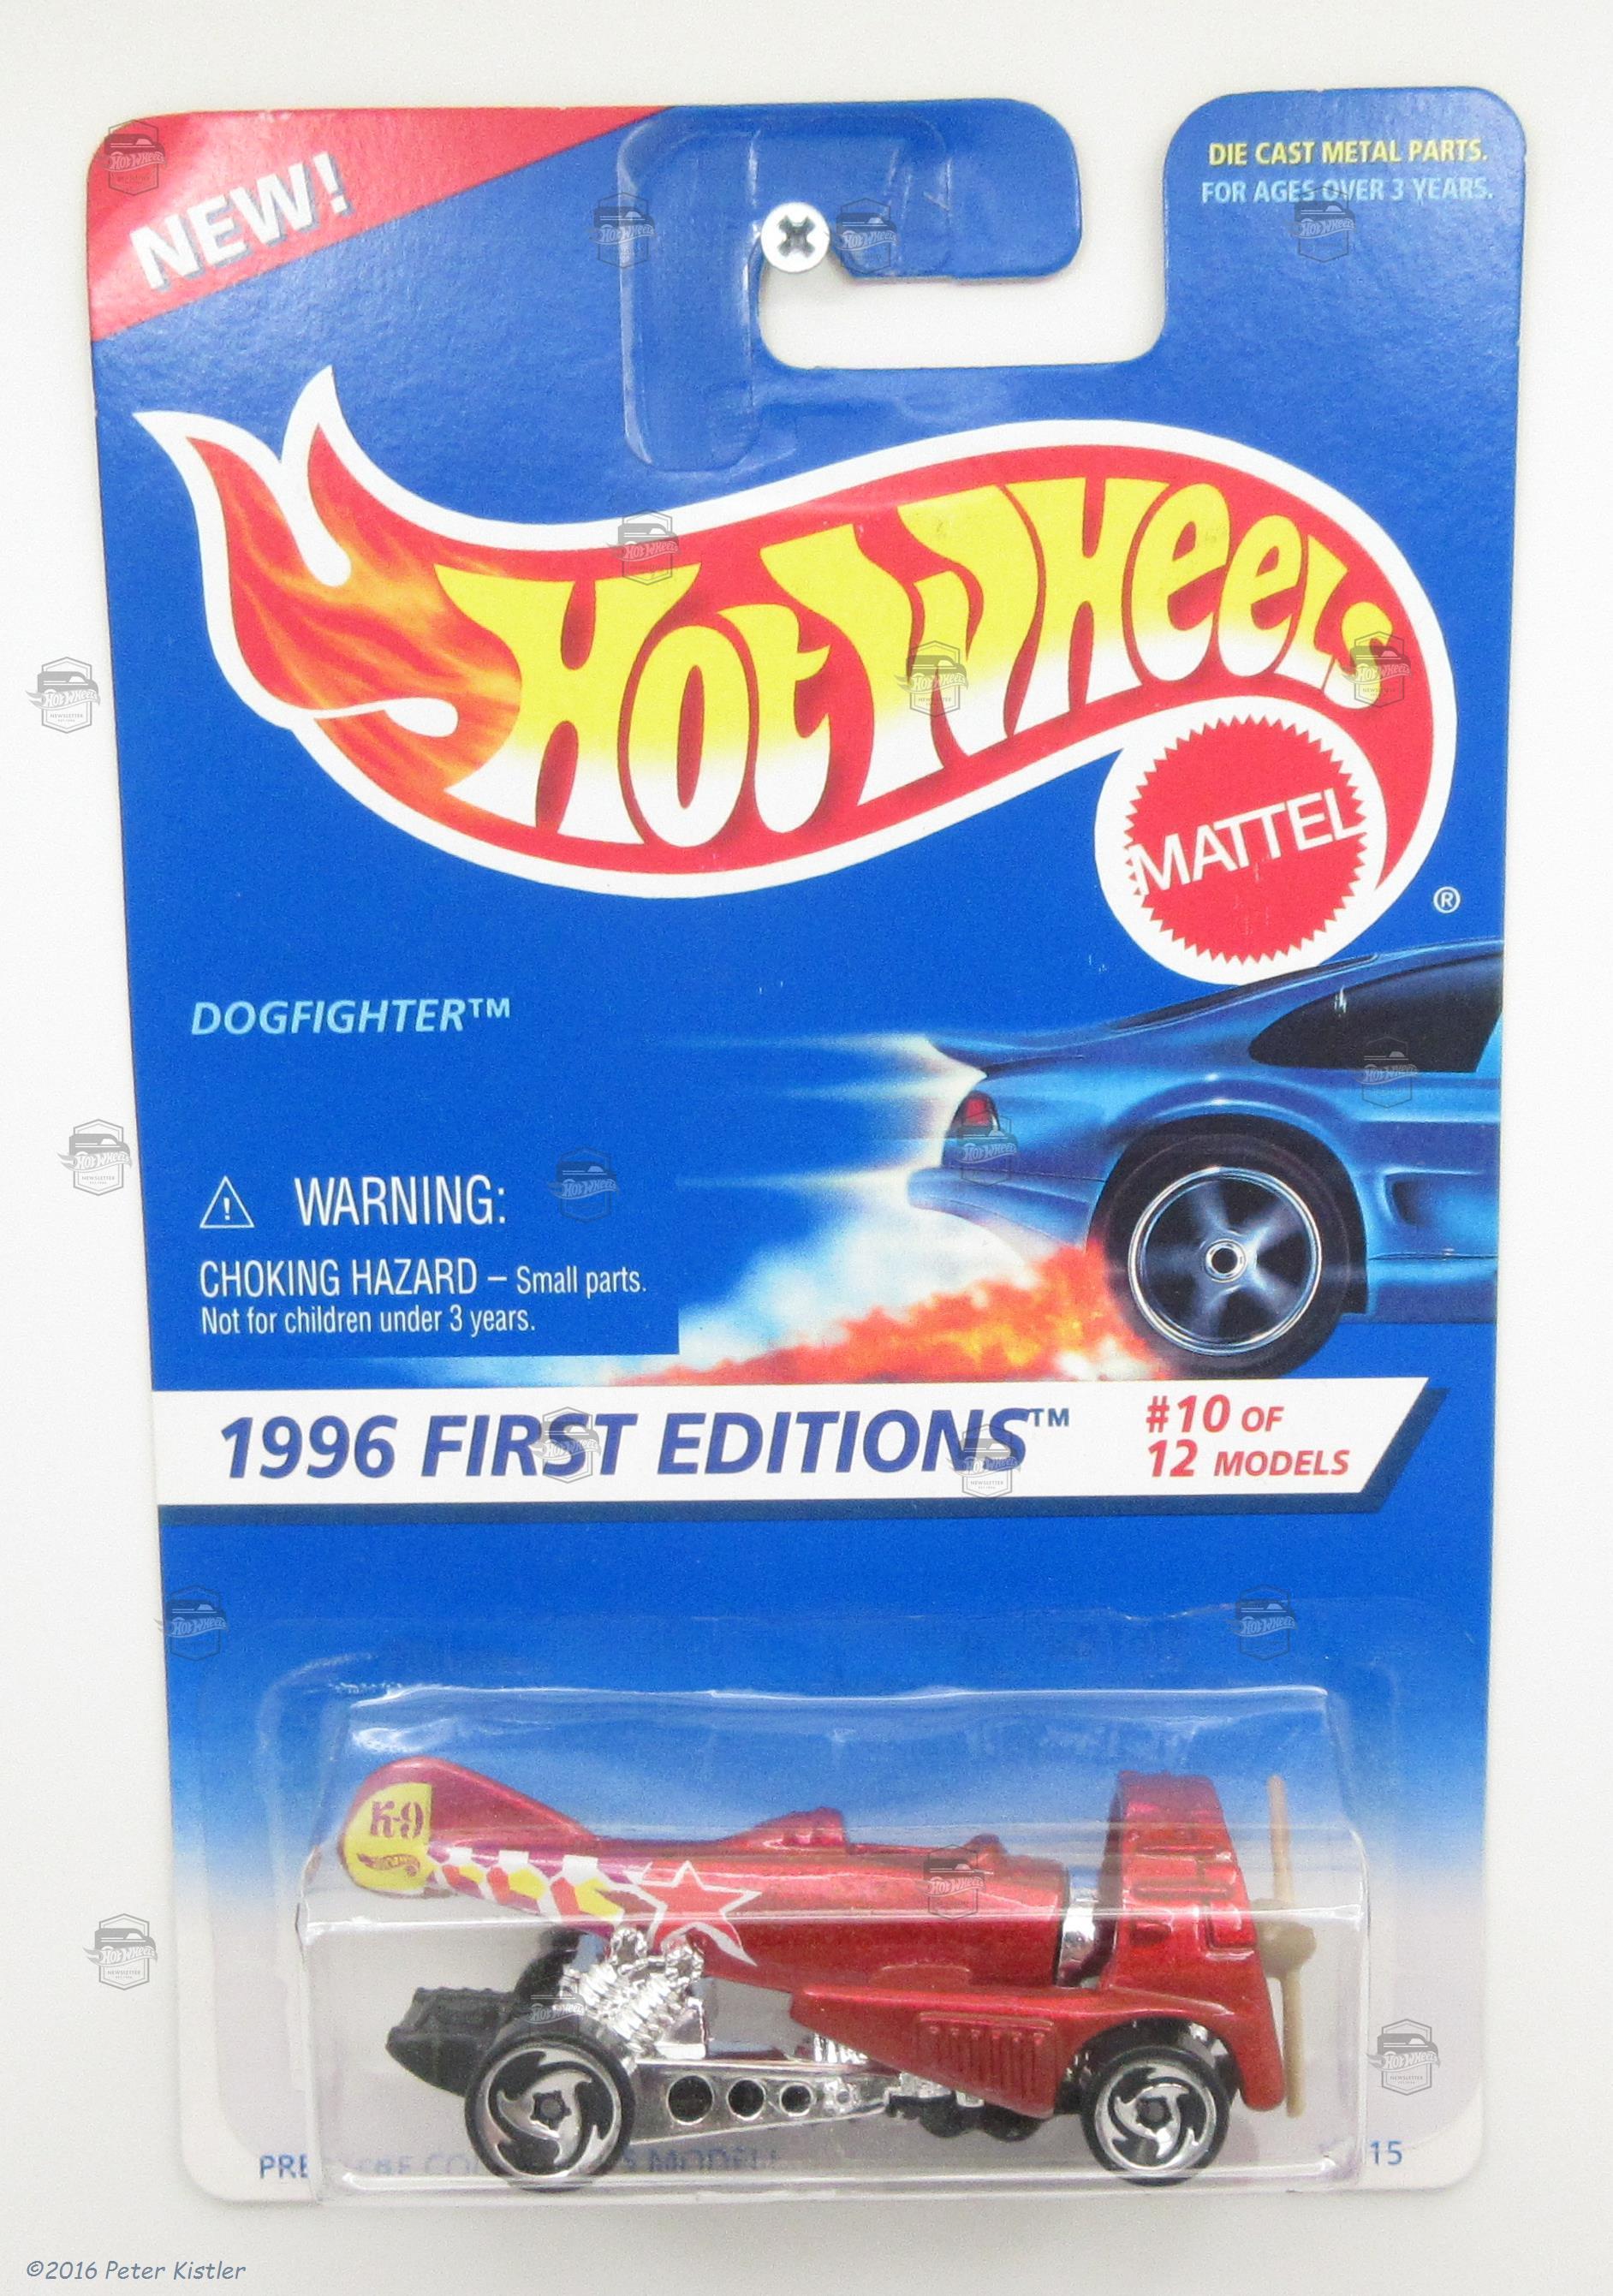 NEW!
DIE CAST METAL PARTS.
FOR AGES OVER 3 YEARS.
HOT WHEELS
MATTEL
®
DOGFIGHTER™
WARNING:
CHOKING HAZARD – Small parts.
Not for children under 3 years.
1996 FIRST EDITIONS™
#10 OF
12 MODELS
K-9
15
©2016 Peter Kistler